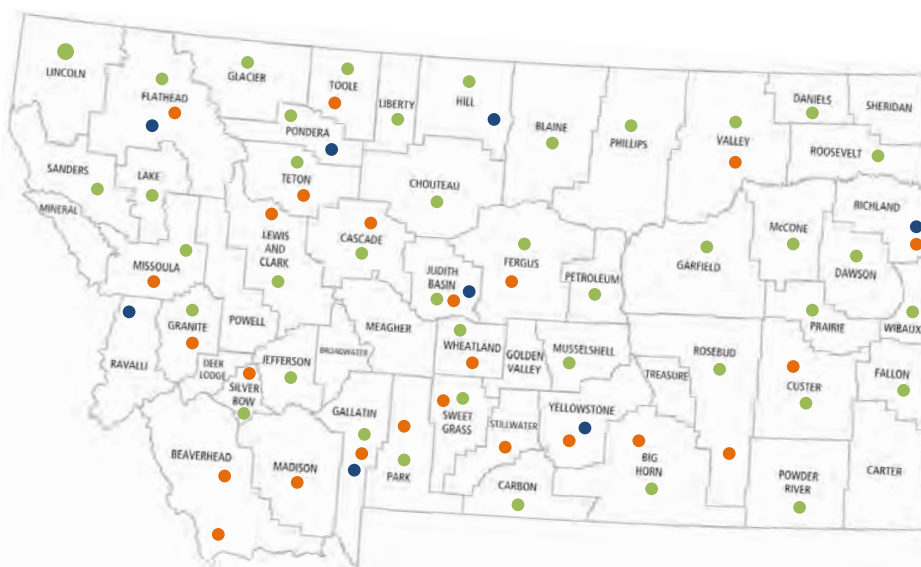 LINCOLN
FLATHEAD
GLACIER
TOOLE
LIBERTY
HILL
BLAINE
PHILLIPS
VALLEY
DANIELS
SHERIDAN
ROOSEVELT
PONDERA
SANDERS
LAKE
TETON
CHOUTEAU
MINERAL
RICHLAND
McCONE
LEWIS
AND
CLARK
CASCADE
FERGUS
GARFIELD
DAWSON
MISSOULA
JUDITH
BASIN
PETROLEUM
GRANITE
POWELL
MEAGHER
PRAIRIE
WIBAUX
RAVALLI
DEER
LODGE
JEFFERSON
BROADWATER
WHEATLAND
GOLDEN
VALLEY
MUSSELSHELL
ROSEBUD
TREASURE
CUSTER
FALLON
SILVER
BOW
GALLATIN
SWEET
GRASS
STILLWATER
YELLOWSTONE
BEAVERHEAD
MADISON
PARK
CARBON
BIG
HORN
POWDER
RIVER
CARTER